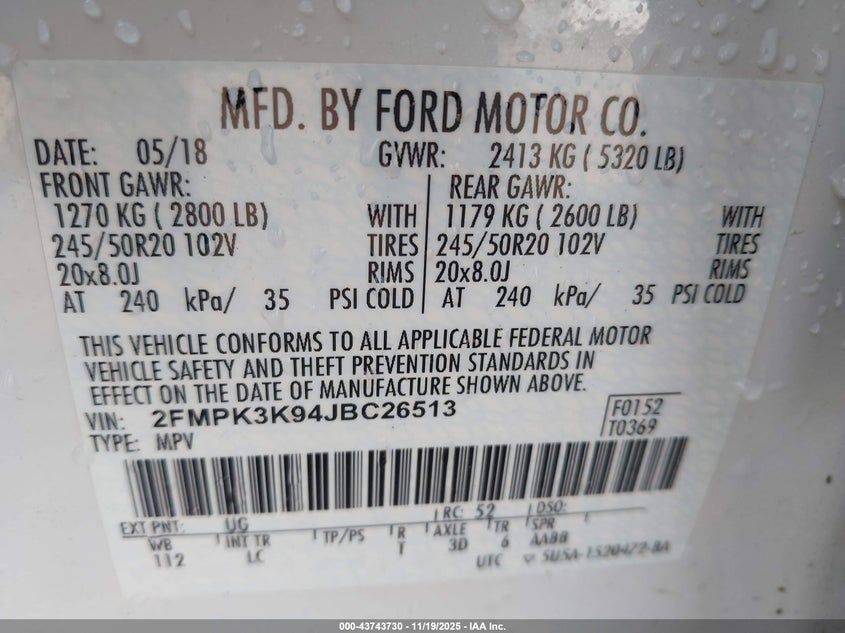 MFD. BY FORD MOTOR CO.
DATE: 05/18 GVWR: 2413 KG ( 5320 LB)
FRONT GAWR: REAR GAWR:
1270 KG ( 2800 LB) WITH 1179 KG ( 2600 LB) WITH
245/50R20 102V TIRES 245/50R20 102V TIRES
20x8.0J RIMS 20x8.0J RIMS
AT 240 kPa/ 35 PSI COLD AT 240 kPa/ 35 PSI COLD
THIS VEHICLE CONFORMS TO ALL APPLICABLE FEDERAL MOTOR
VEHICLE SAFETY AND THEFT PREVENTION STANDARDS IN
EFFECT ON THE DATE OF MANUFACTURE SHOWN ABOVE.
VIN: 2FMPK3K94JBC26513 F0152
TYPE: MPV T0369
EXT PNT: UG RC: 52 DSO:
WB INT TR TP/PS R AXLE TR SPR
112 LC T 3D 6 AABB
UTC
000-43743730 — 11/19/2025 — IAA Inc.